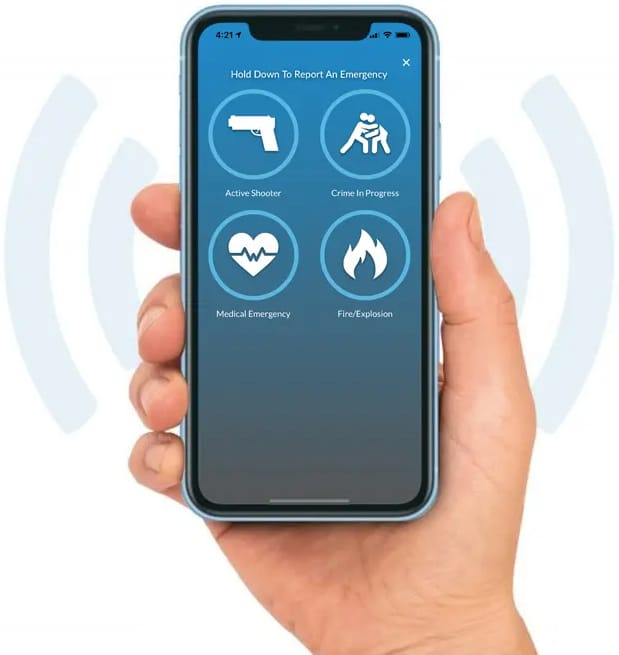 4:21
Hold Down To Report An Emergency
Active Shooter
Crime In Progress
Medical Emergency
Fire/Explosion